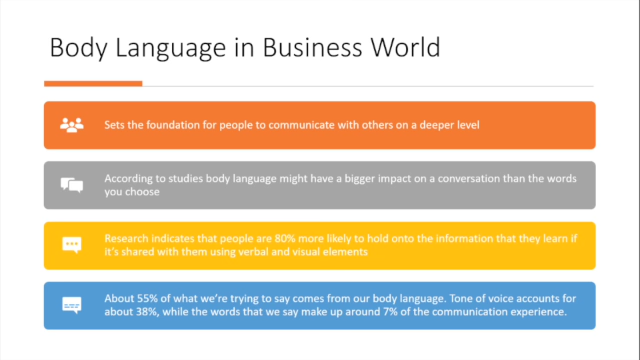 Body Language in Business World
Sets the foundation for people to communicate with others on a deeper level
According to studies body language might have a bigger impact on a conversation than the words
you choose
Research indicates that people are 80% more likely to hold onto the information that they learn if
it's shared with them using verbal and visual elements
About 55% of what we're trying to say comes from our body language. Tone of voice accounts for
about 38%, while the words that we say make up around 7% of the communication experience.